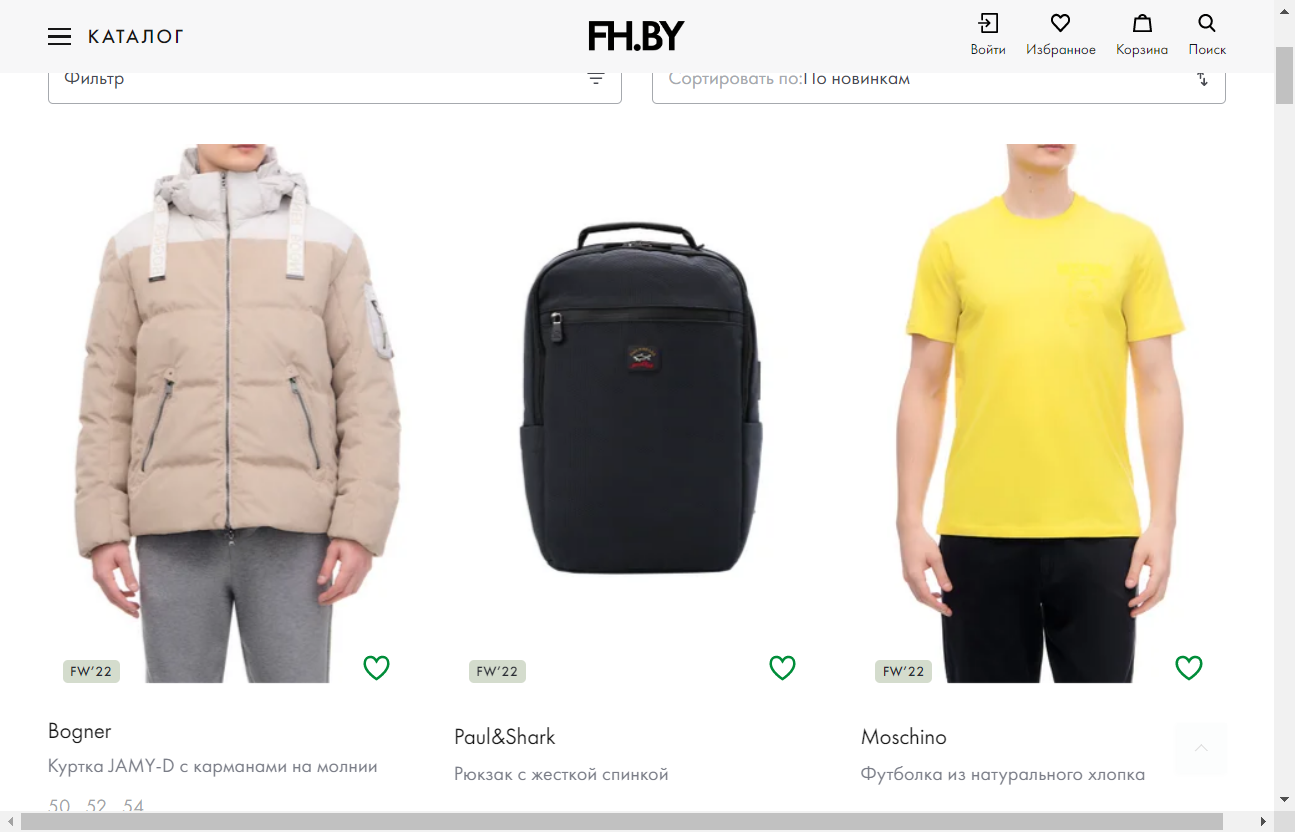 КАТАЛОГ
FH.BY
Войти
Избранное
Корзина
Поиск
Фильтр
Сортировать по:По новинкам
FW’22
FW’22
FW’22
Bogner
Куртка JAMY-D с карманами на молнии
50 52 54
Paul&Shark
Рюкзак с жесткой спинкой
Moschino
Футболка из натурального хлопка